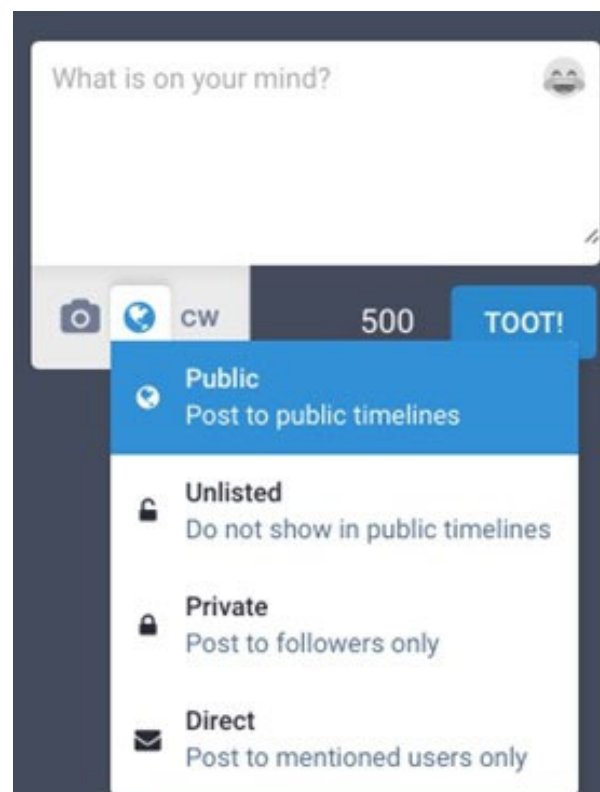 What is on your mind?
CW
500
TOOT!
Public
Post to public timelines
Unlisted
Do not show in public timelines
Private
Post to followers only
Direct
Post to mentioned users only